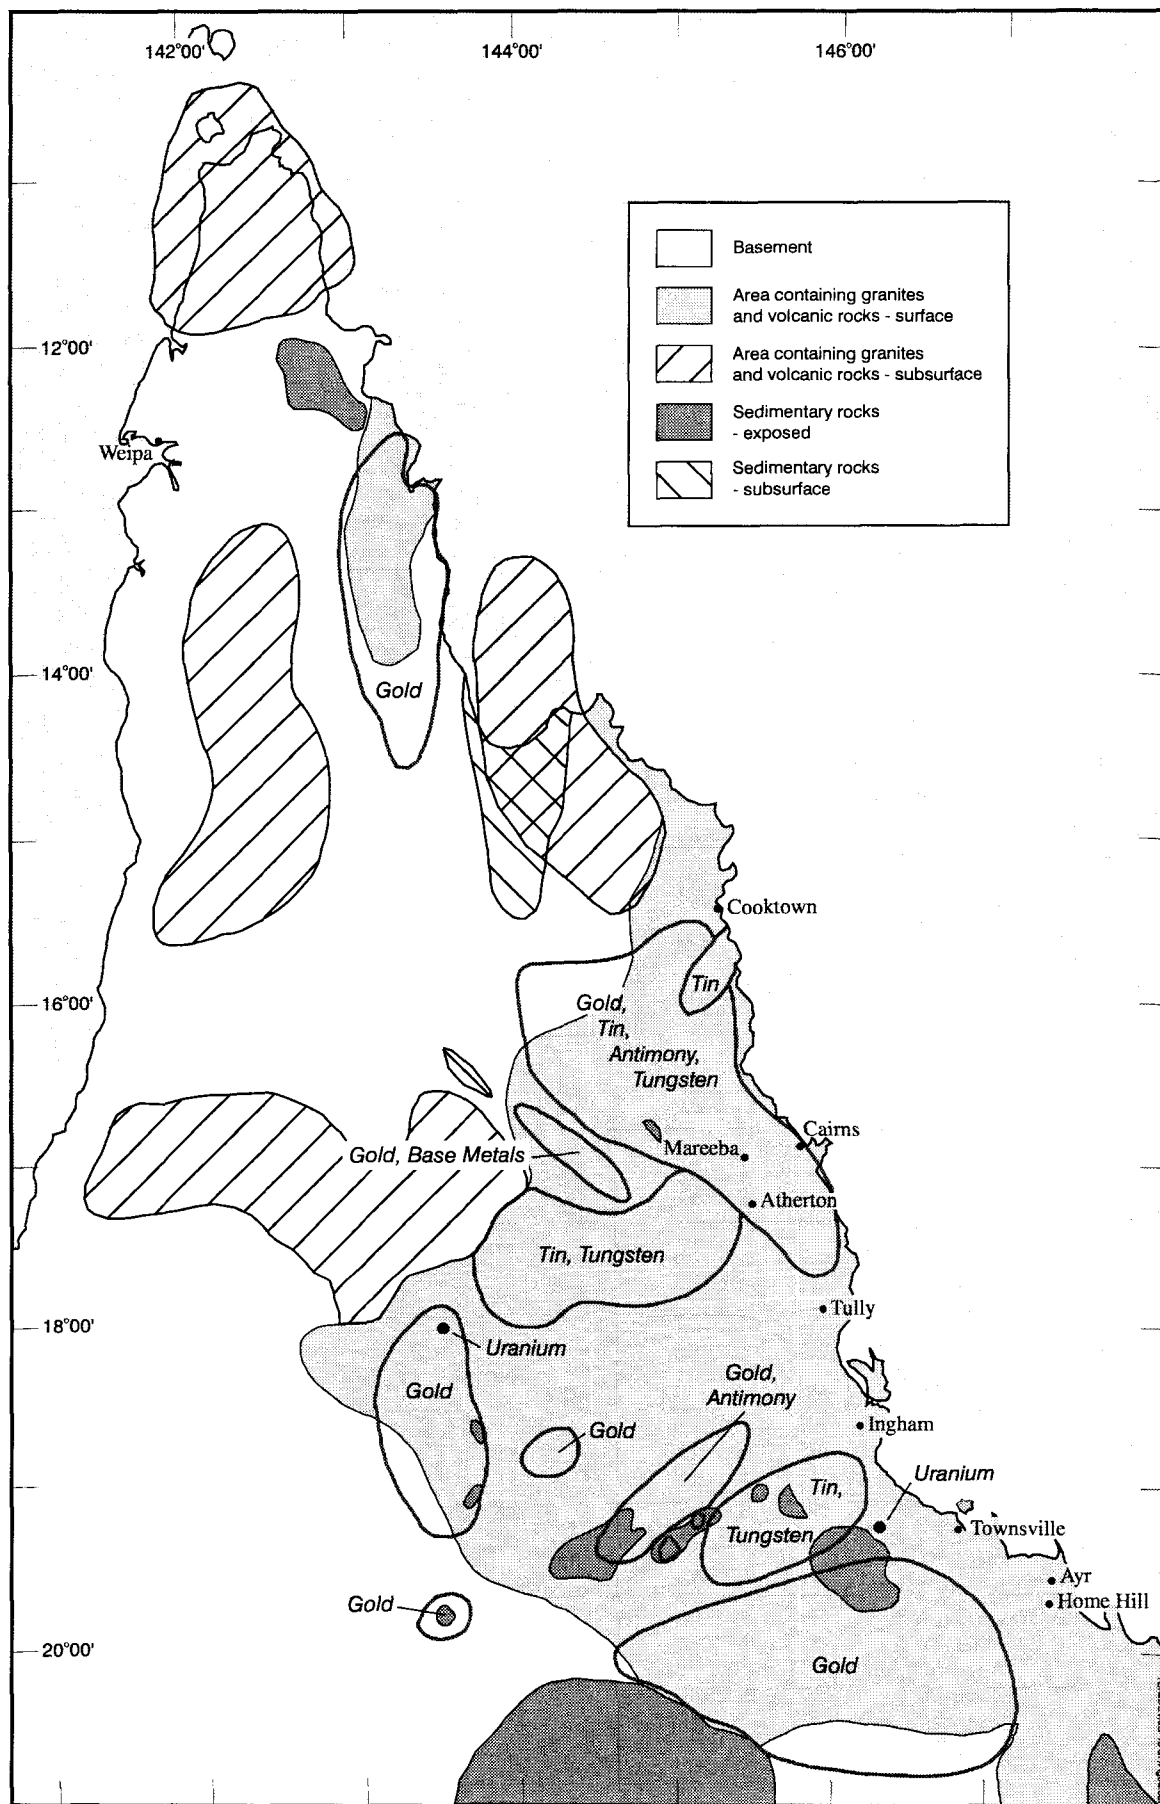 142°00'
144°00'
146°00'
Basement
Area containing granites
and volcanic rocks - surface
12°00'
Area containing granites
and volcanic rocks - subsurface
Sedimentary rocks
- exposed
Weipa
Sedimentary rocks
- subsurface
14°00'
Gold
Cooktown
Tin
16°00'
Gold,
Tin,
Antimony,
Tungsten
Cairns
Mareeba
Gold, Base Metals
Atherton
Tin, Tungsten
Tully
18°00'
Uranium
Gold,
Antimony
Gold
Ingham
Gold
Uranium
Tin,
Tungsten
Townsville
Ayr
Home Hill
Gold
20°00'
Gold